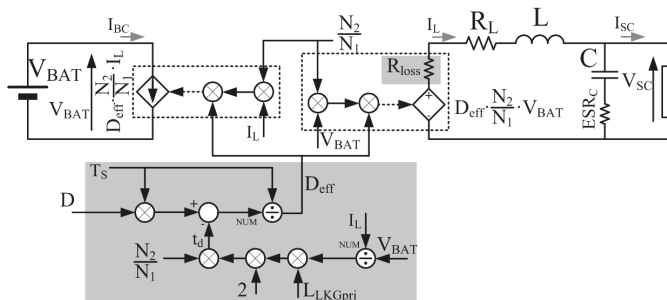 I_BC
N_2/N_1
I_L
R_L
L
I_SC
V_BAT
V_BAT
D_eff · N_2/N_1 · I_L
I_L
V_BAT
R_loss
+
-
D_eff · N_2/N_1 · V_BAT
C
ESR_C
V_SC
T_S
D_eff
D
+
-
NUM
t_d
N_2/N_1
2
L_LKGpri
I_L
NUM
V_BAT